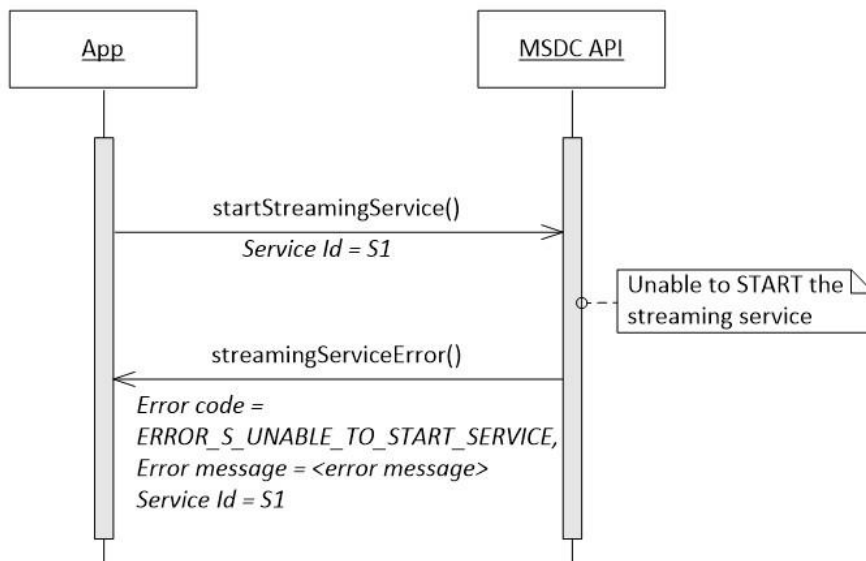 App
MSDC API
startStreamingService()
Service Id = S1
Unable to START the
streaming service
streamingServiceError()
Error code =
ERROR_S_UNABLE_TO_START_SERVICE,
Error message = <error message>
Service Id = S1